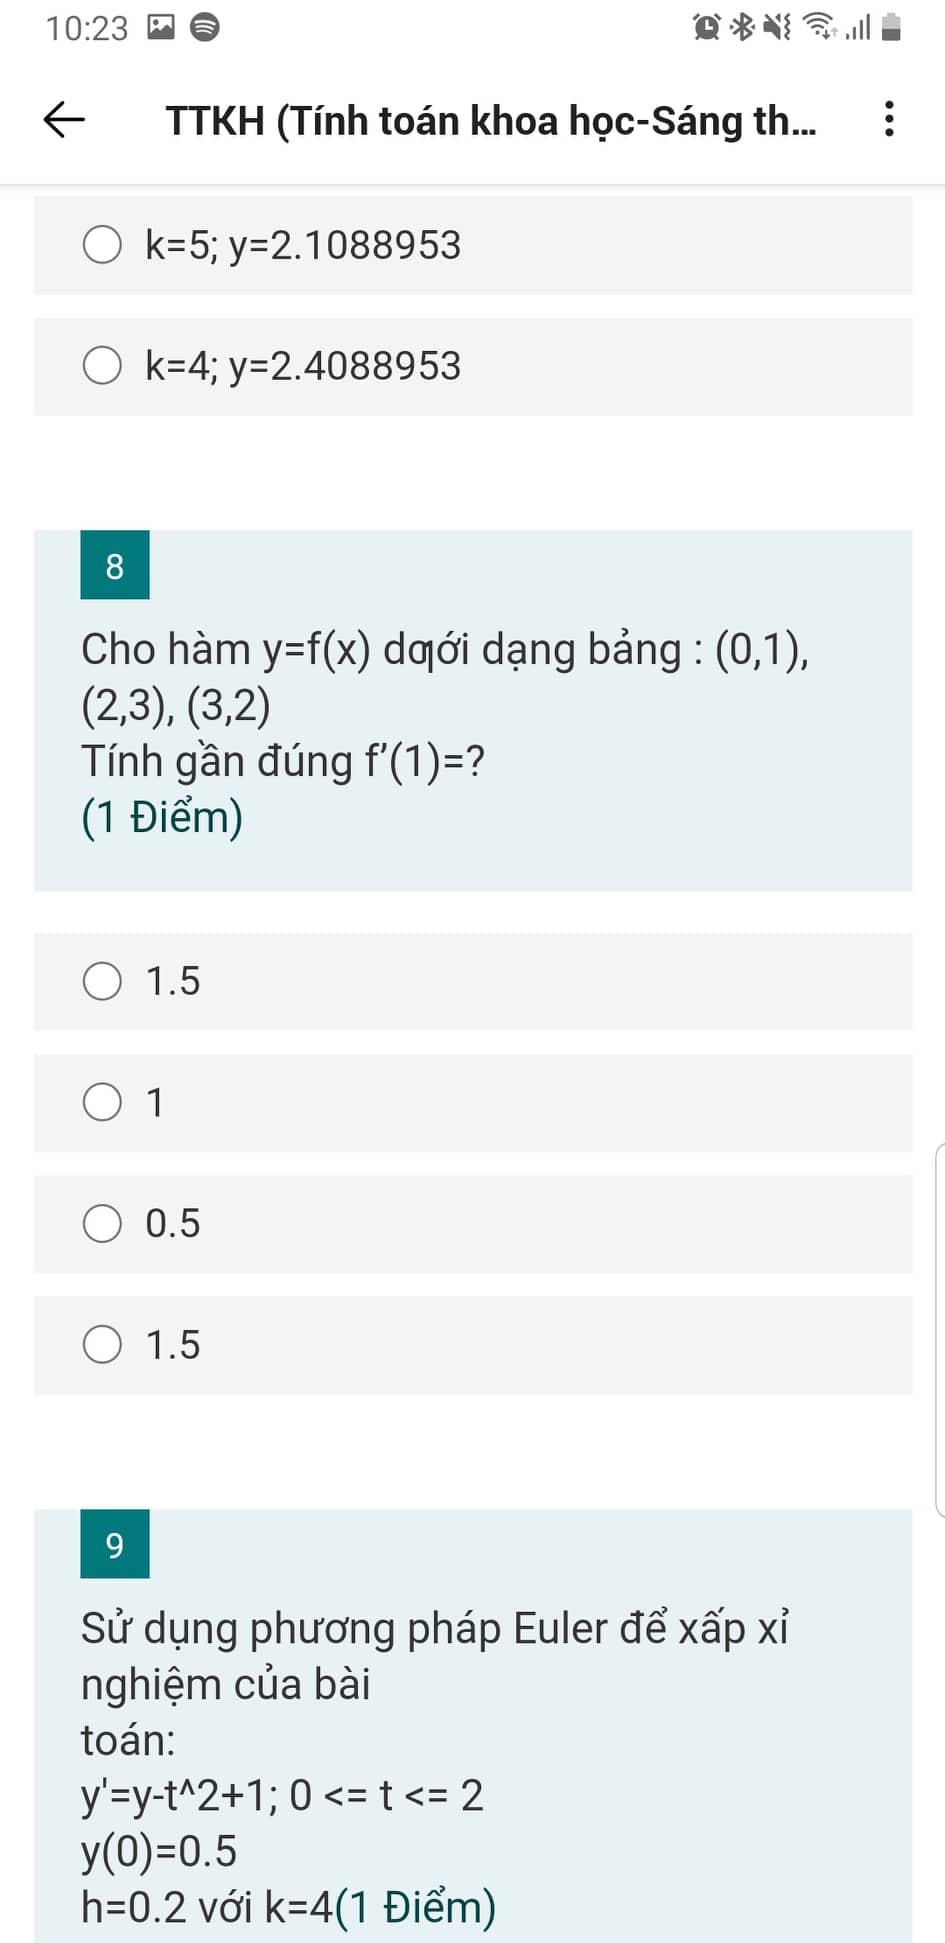 10:23
TTKH (Tính toán khoa học-Sáng th...
k=5; y=2.1088953
k=4; y=2.4088953
8
Cho hàm y=f(x) dƣới dạng bảng : (0,1),
(2,3), (3,2)
Tính gần đúng f’(1)=?
(1 Điểm)
1.5
1
0.5
1.5
9
Sử dụng phương pháp Euler để xấp xỉ
nghiệm của bài
toán:
y'=y-t^2+1; 0 <= t <= 2
y(0)=0.5
h=0.2 với k=4(1 Điểm)